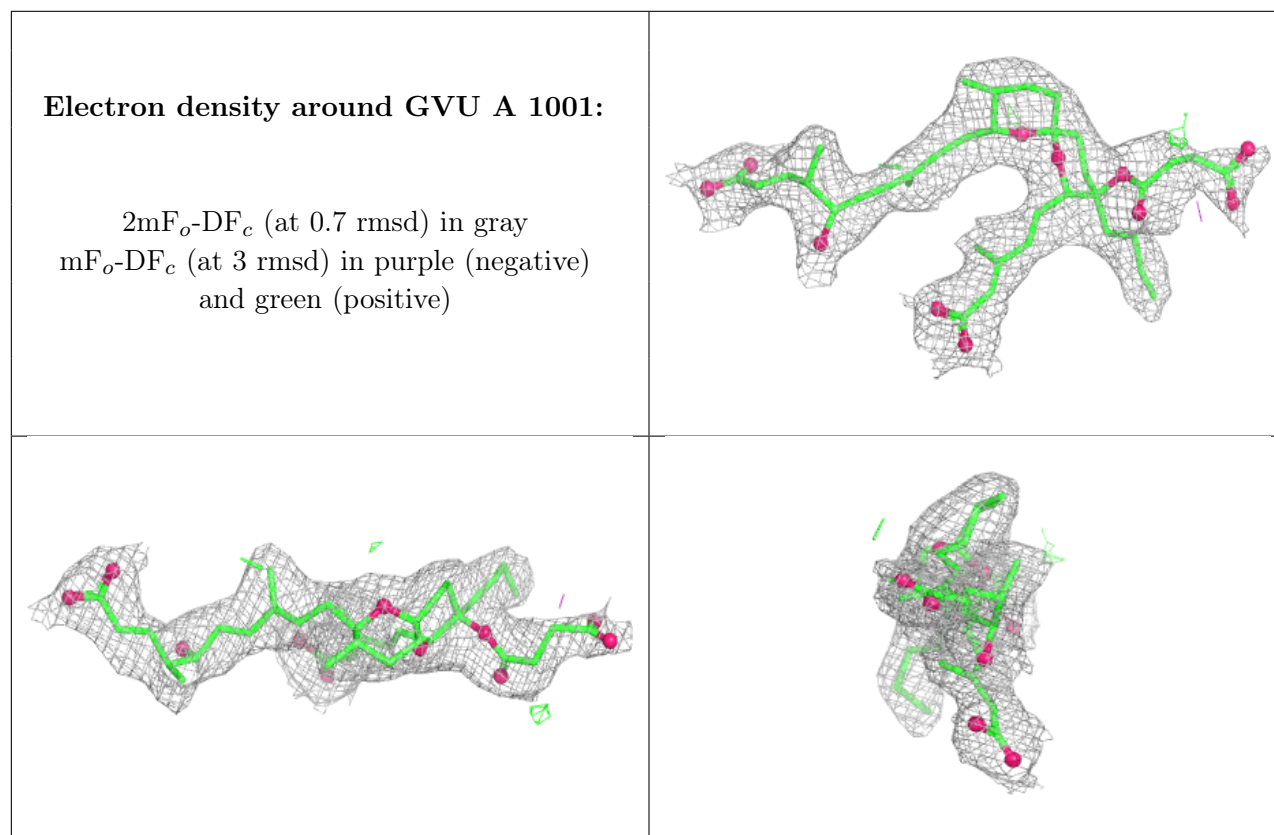 Electron density around GVU A 1001:
2mFₒ-DF𝒸 (at 0.7 rmsd) in gray
mFₒ-DF𝒸 (at 3 rmsd) in purple (negative)
and green (positive)